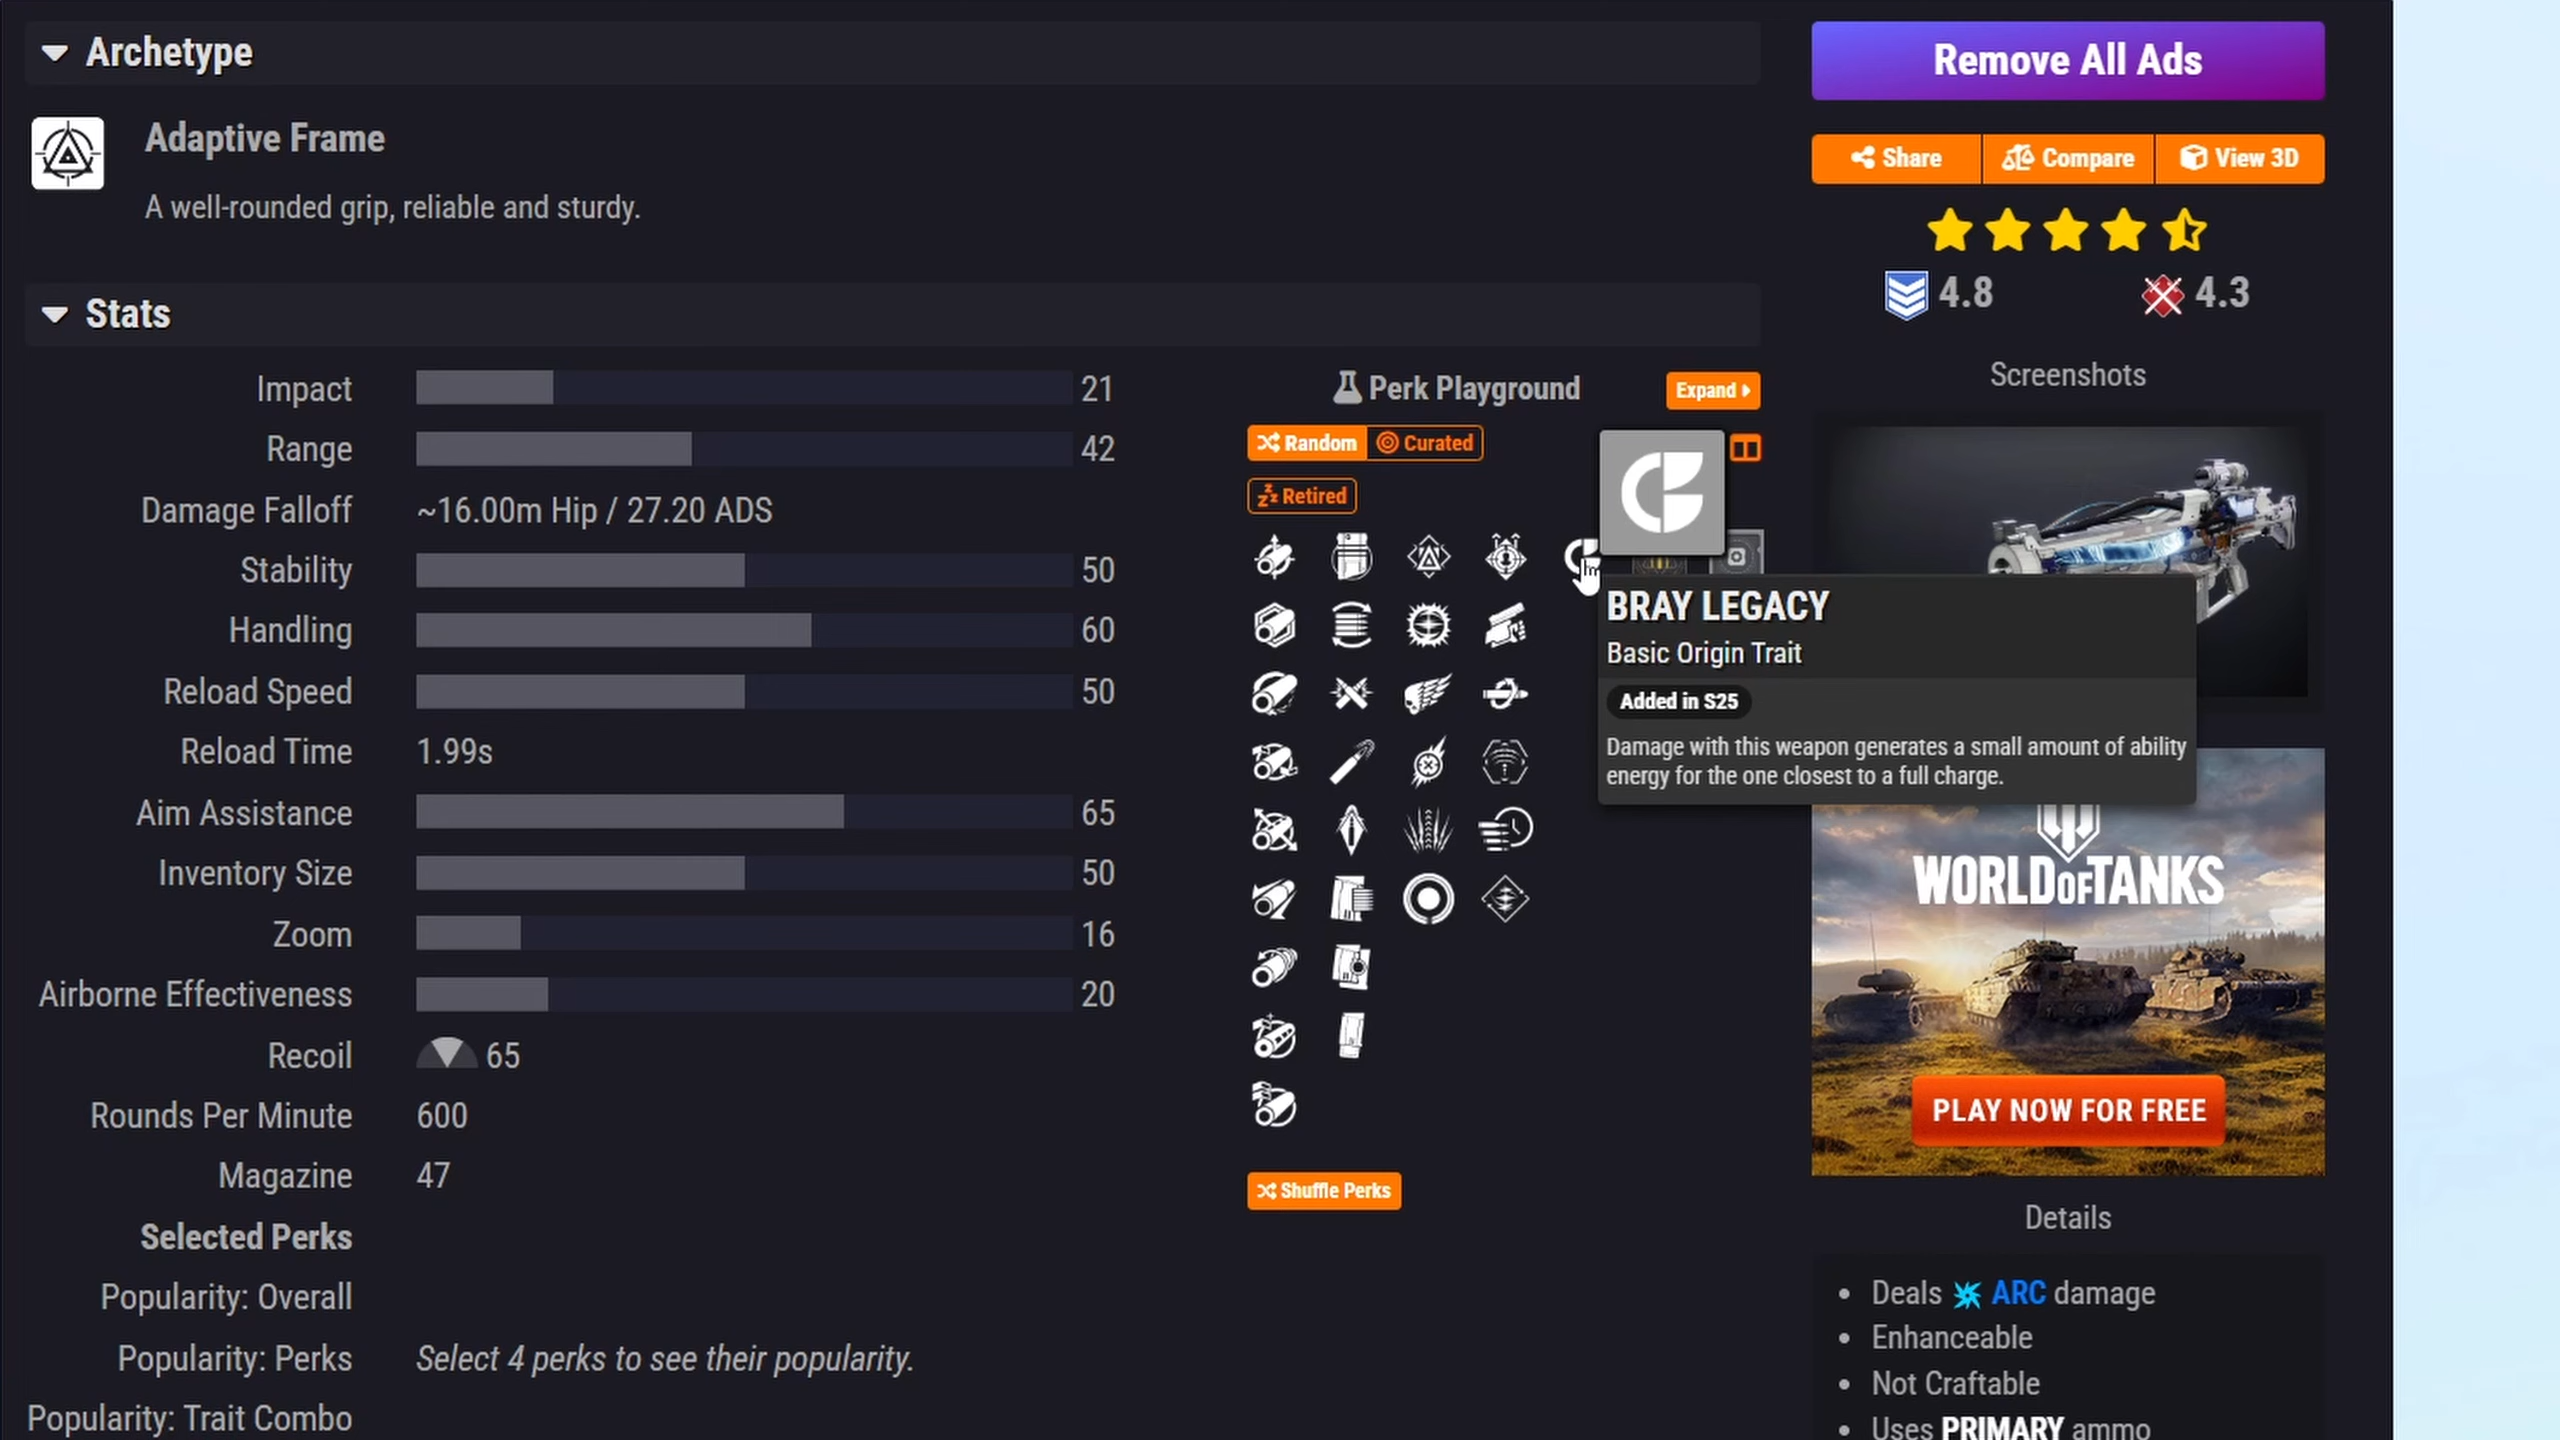 Archetype
Adaptive Frame
A well-rounded grip, reliable and sturdy.
Stats
Impact 21
Range 42
Damage Falloff ~16.00m Hip / 27.20 ADS
Stability 50
Handling 60
Reload Speed 50
Reload Time 1.99s
Aim Assistance 65
Inventory Size 50
Zoom 16
Airborne Effectiveness 20
Recoil 65
Rounds Per Minute 600
Magazine 47
Selected Perks
Popularity: Overall
Popularity: Perks Select 4 perks to see their popularity.
Popularity: Trait Combo
Perk Playground Expand
Random Curated
Retired
BRAY LEGACY
Basic Origin Trait
Added in S25
Damage with this weapon generates a small amount of ability
energy for the one closest to a full charge.
Shuffle Perks
Remove All Ads
Share Compare View 3D
4.8 4.3
Screenshots
WORLD OF TANKS
PLAY NOW FOR FREE
Details
Deals ARC damage
Enhanceable
Not Craftable
Uses PRIMARY ammo